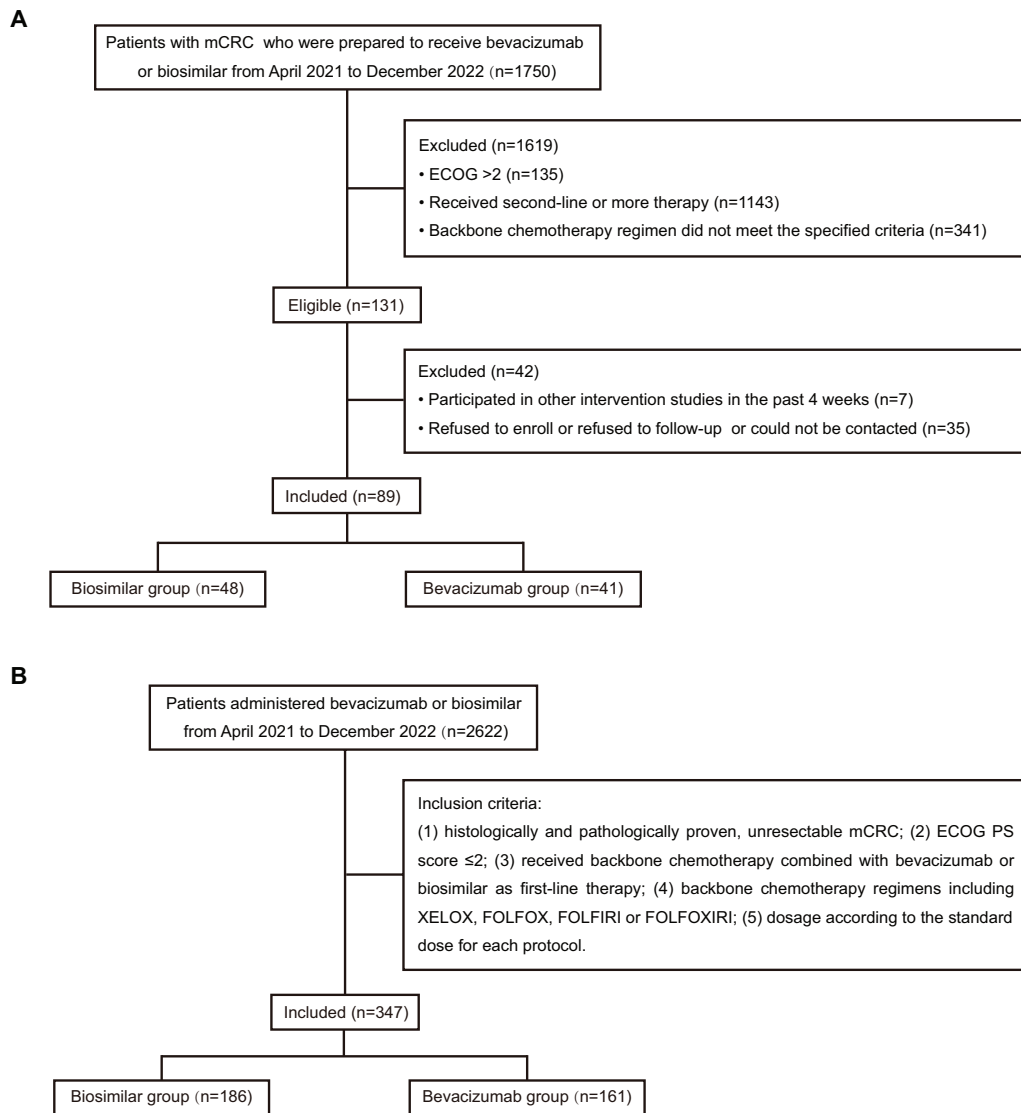 A
Patients with mCRC who were prepared to receive bevacizumab
or biosimilar from April 2021 to December 2022 (n=1750)
Excluded (n=1619)
• ECOG >2 (n=135)
• Received second-line or more therapy (n=1143)
• Backbone chemotherapy regimen did not meet the specified criteria (n=341)
Eligible (n=131)
Excluded (n=42)
• Participated in other intervention studies in the past 4 weeks (n=7)
• Refused to enroll or refused to follow-up or could not be contacted (n=35)
Included (n=89)
Biosimilar group (n=48)
Bevacizumab group (n=41)
B
Patients administered bevacizumab or biosimilar
from April 2021 to December 2022 (n=2622)
Inclusion criteria:
(1) histologically and pathologically proven, unresectable mCRC; (2) ECOG PS
score ≤2; (3) received backbone chemotherapy combined with bevacizumab or
biosimilar as first-line therapy; (4) backbone chemotherapy regimens including
XELOX, FOLFOX, FOLFIRI or FOLFOXIRI; (5) dosage according to the standard
dose for each protocol.
Included (n=347)
Biosimilar group (n=186)
Bevacizumab group (n=161)